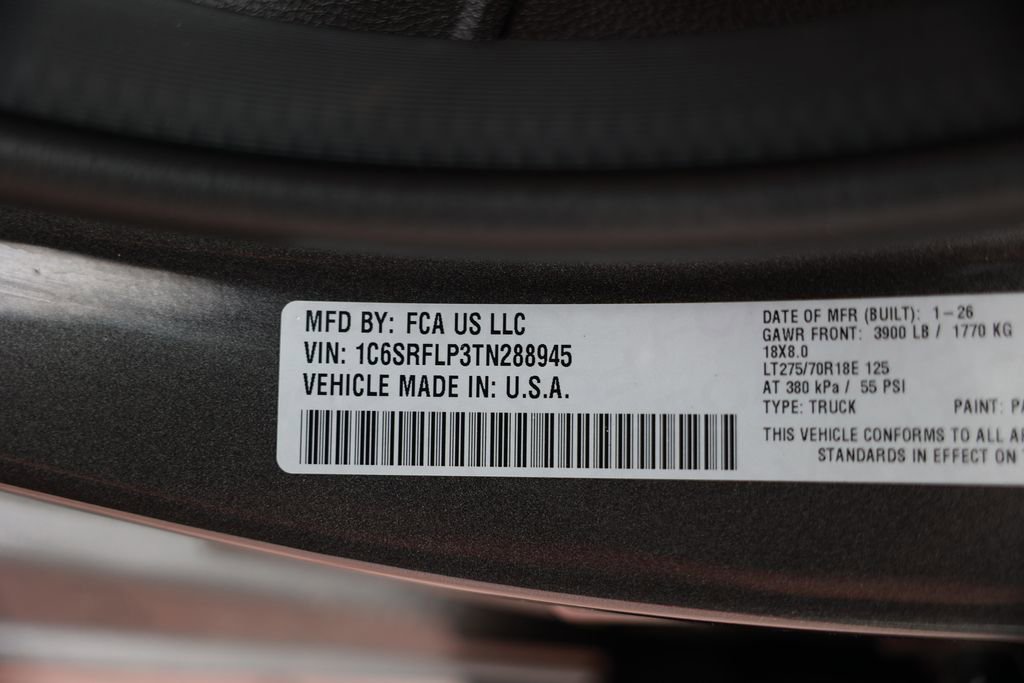 MFD BY: FCA US LLC
VIN: 1C6SRFLP3TN288945
VEHICLE MADE IN: U.S.A.
DATE OF MFR (BUILT): 1-26
GAWR FRONT: 3900 LB / 1770 KG
18X8.0
LT275/70R18E 125
AT 380 kPa / 55 PSI
TYPE: TRUCK PAINT:
THIS VEHICLE CONFORMS TO ALL
STANDARDS IN EFFECT ON